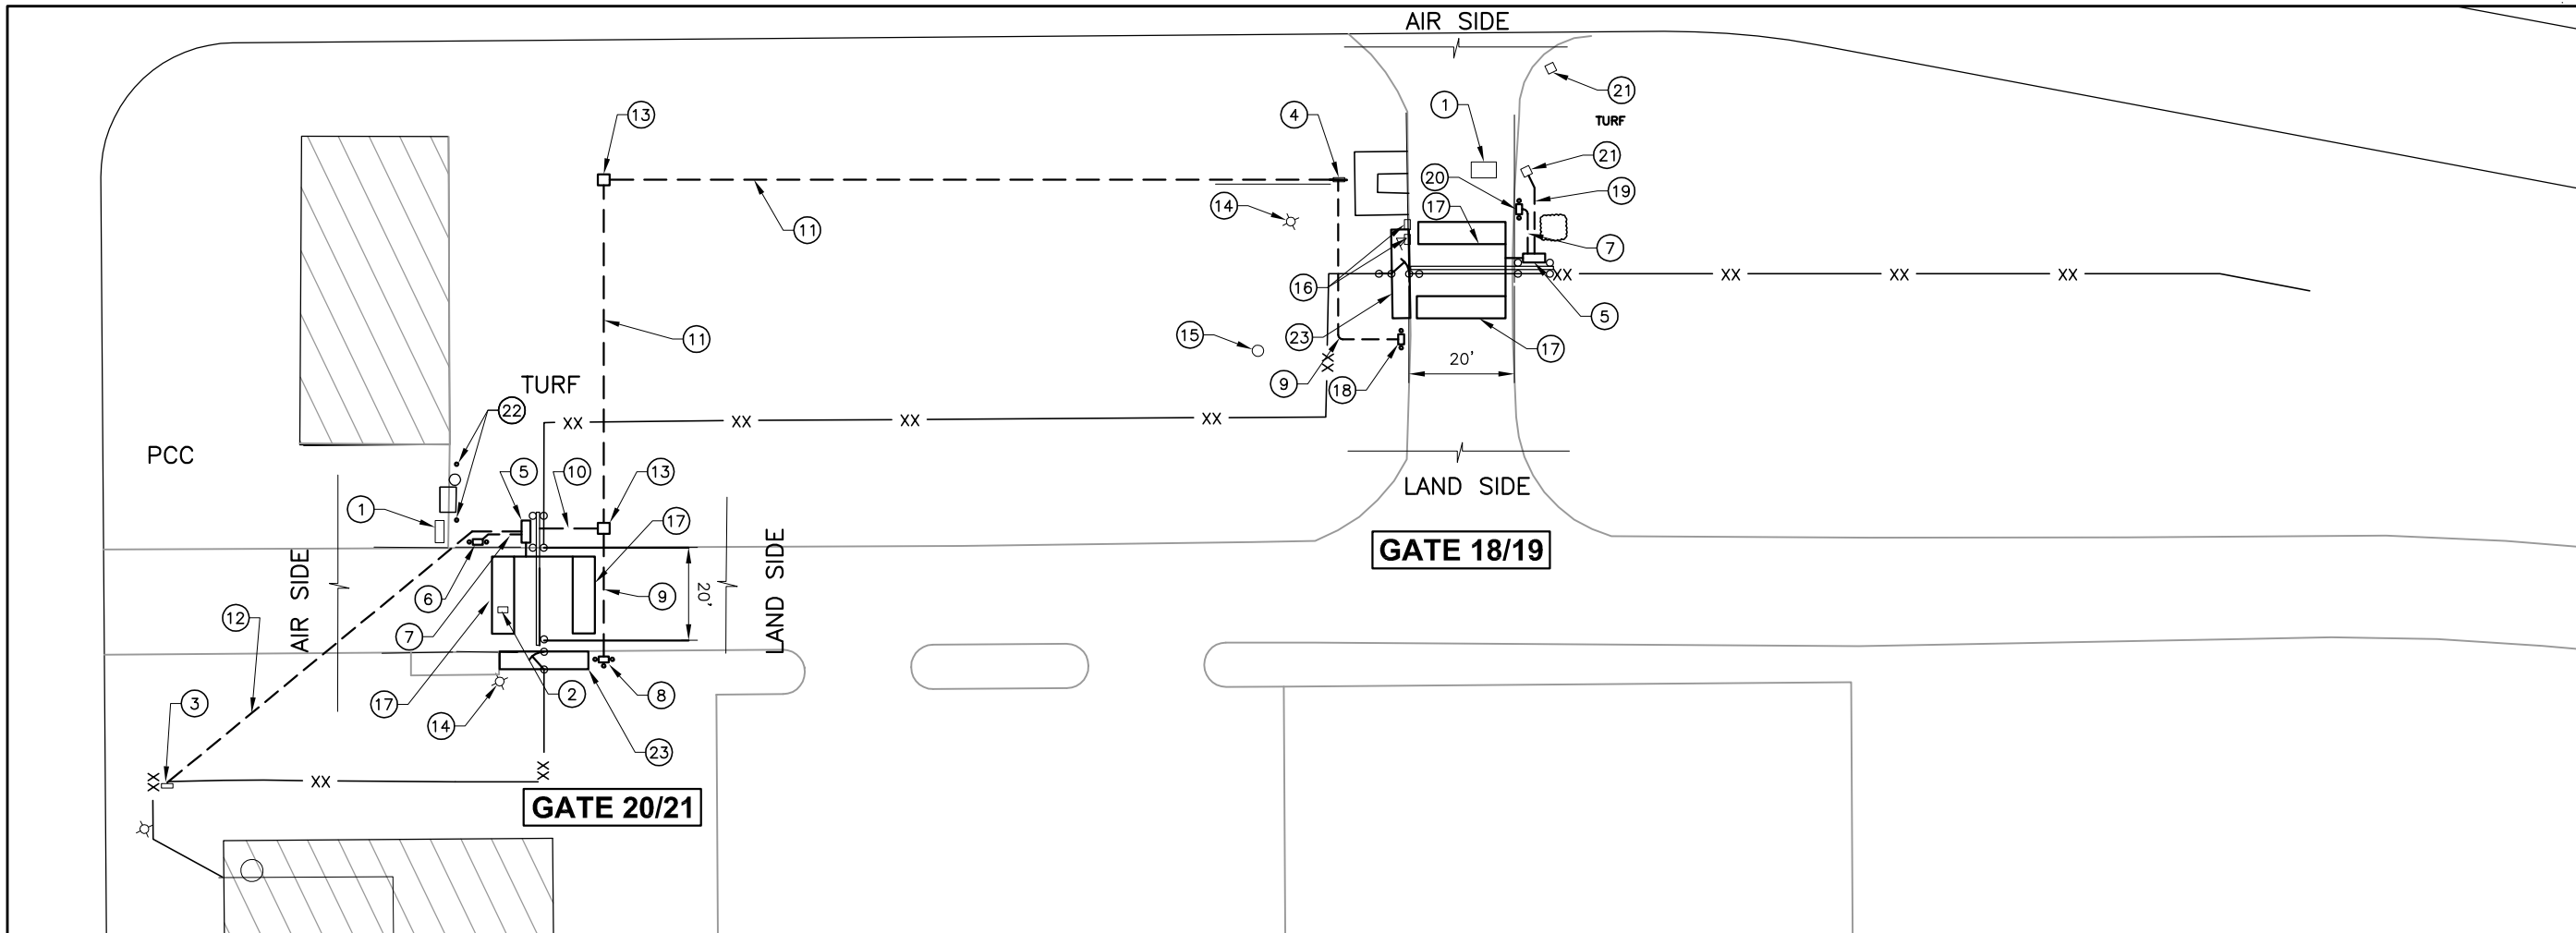 AIR SIDE
21
1
13
4
TURF
21
20
19
14
17
11
7
16
XX
XX
XX
XX
5
23
15
11
17
20'
XX
9
18
TURF
22
XX
XX
XX
XX
PCC
5
10
13
LAND SIDE
1
17
GATE 18/19
AIR SIDE
LAND SIDE
6
9
20'
12
7
2
8
3
17
14
23
XX
XX
XX
GATE 20/21